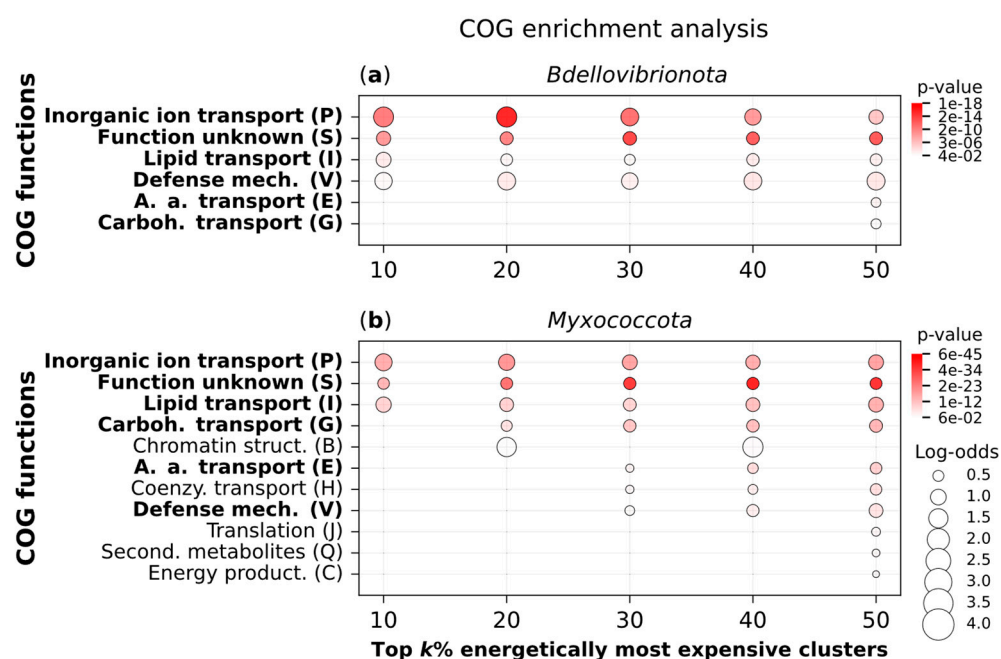 COG enrichment analysis
(a) Bdellovibrionota
COG functions
Inorganic ion transport (P)
Function unknown (S)
Lipid transport (I)
Defense mech. (V)
A. a. transport (E)
Carboh. transport (G)
10 20 30 40 50
p-value
1e-18
2e-14
2e-10
3e-06
4e-02
(b) Myxococcota
COG functions
Inorganic ion transport (P)
Function unknown (S)
Lipid transport (I)
Carboh. transport (G)
Chromatin struct. (B)
A. a. transport (E)
Coenzy. transport (H)
Defense mech. (V)
Translation (J)
Second. metabolites (Q)
Energy product. (C)
10 20 30 40 50
Top k% energetically most expensive clusters
p-value
6e-45
4e-34
2e-23
1e-12
6e-02
Log-odds
0.5
1.0
1.5
2.0
2.5
3.0
3.5
4.0